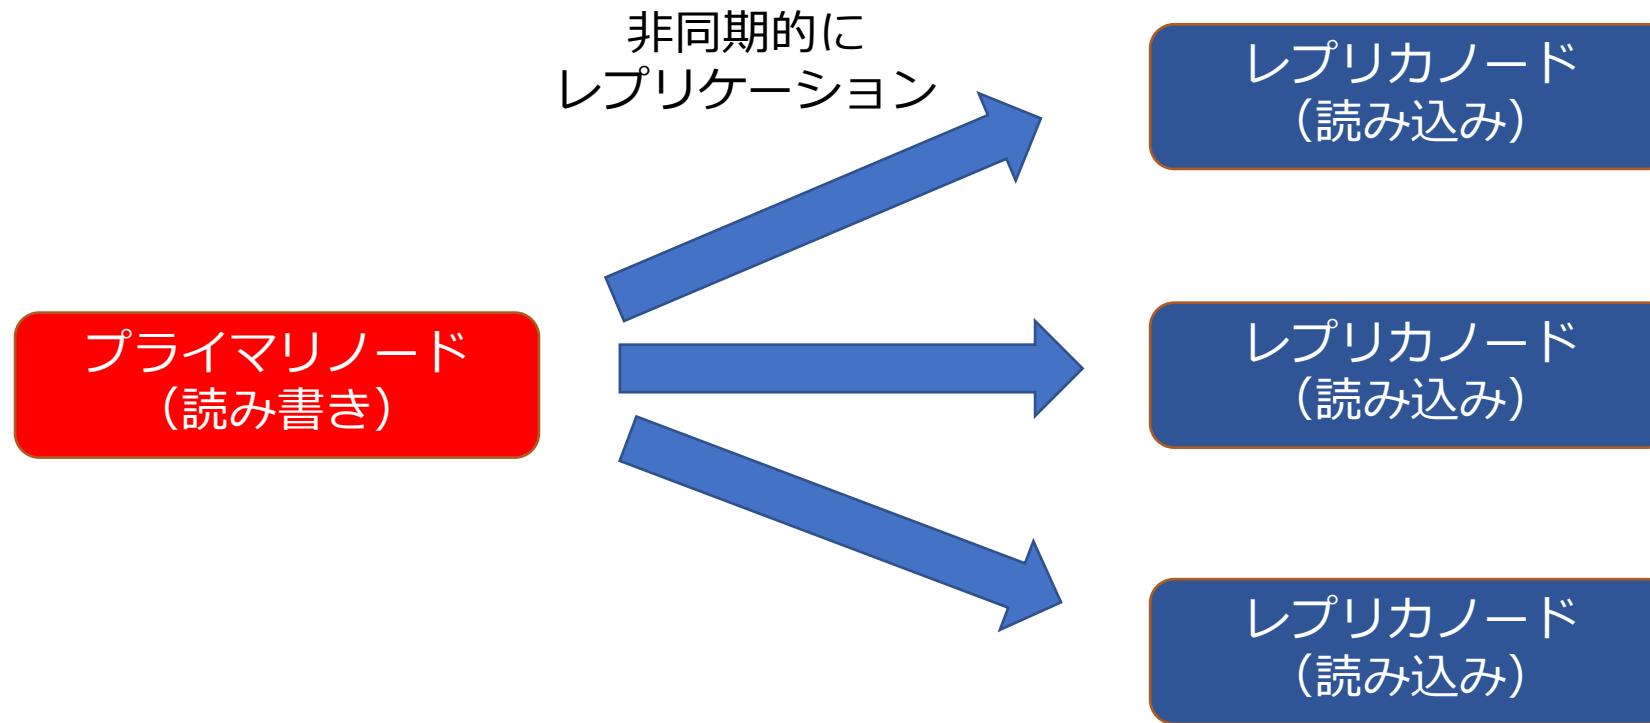 非同期的に
レプリケーション
プライマリノード
（読み書き）
レプリカノード
（読み込み）
レプリカノード
（読み込み）
レプリカノード
（読み込み）